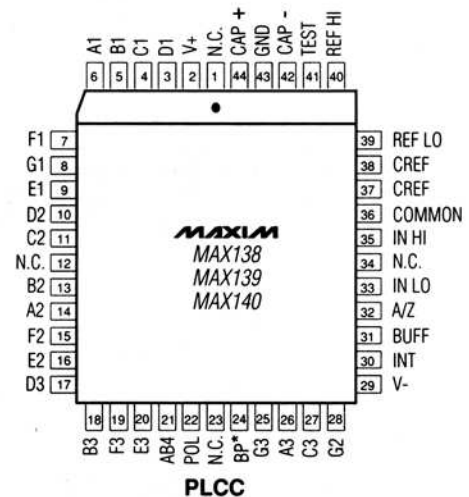 A1 B1 C1 D1 V+ N.C. CAP + GND CAP - TEST REF HI
6 5 4 3 2 1 44 43 42 41 40
F1 7
G1 8
E1 9
D2 10
C2 11
N.C. 12
B2 13
A2 14
F2 15
E2 16
D3 17
MAXIM
MAX138
MAX139
MAX140
39 REF LO
38 CREF
37 CREF
36 COMMON
35 IN HI
34 N.C.
33 IN LO
32 A/Z
31 BUFF
30 INT
29 V-
18 19 20 21 22 23 24 25 26 27 28
B3 F3 E3 AB4 POL N.C. BP* G3 A3 C3 G2
PLCC